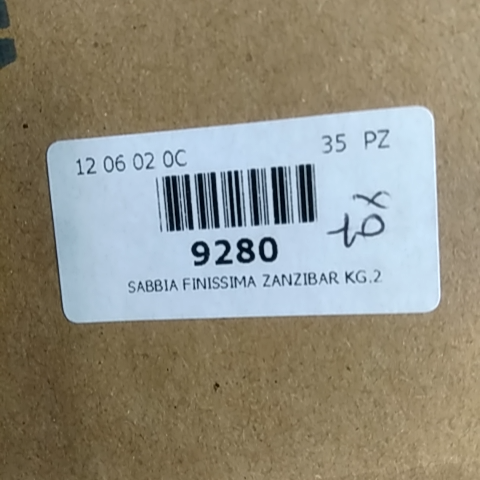 12 06 02 0C
35 PZ
9280
SABBIA FINISSIMA ZANZIBAR KG.2